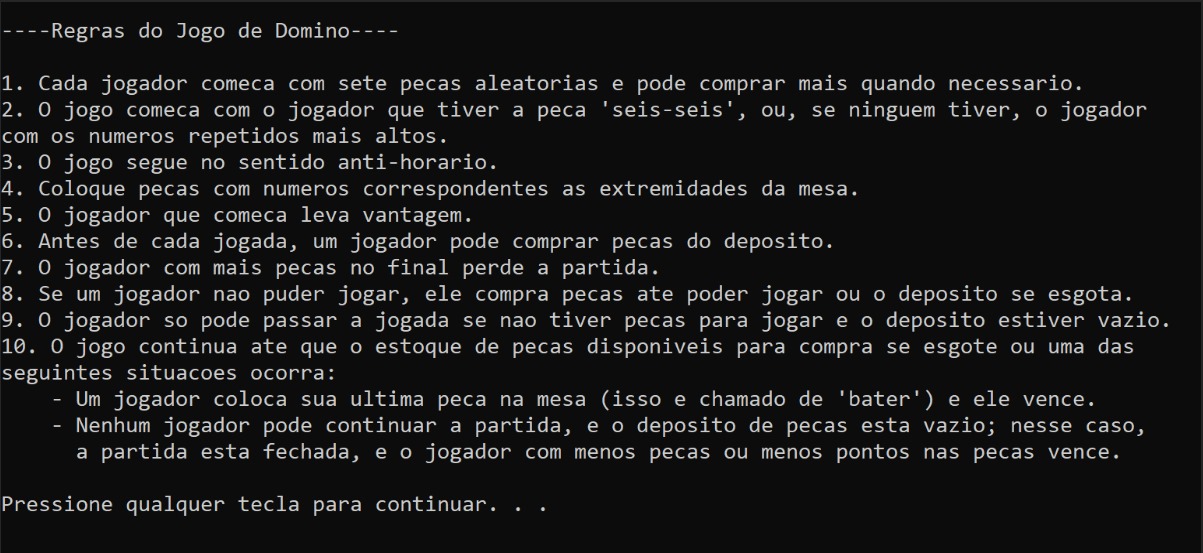 ----Regras do Jogo de Domino----
1. Cada jogador comeca com sete pecas aleatorias e pode comprar mais quando necessario.
2. O jogo comeca com o jogador que tiver a peca 'seis-seis', ou, se ninguem tiver, o jogador
com os numeros repetidos mais altos.
3. O jogo segue no sentido anti-horario.
4. Coloque pecas com numeros correspondentes as extremidades da mesa.
5. O jogador que comeca leva vantagem.
6. Antes de cada jogada, um jogador pode comprar pecas do deposito.
7. O jogador com mais pecas no final perde a partida.
8. Se um jogador nao puder jogar, ele compra pecas ate poder jogar ou o deposito se esgota.
9. O jogador so pode passar a jogada se nao tiver pecas para jogar e o deposito estiver vazio.
10. O jogo continua ate que o estoque de pecas disponiveis para compra se esgote ou uma das
seguintes situacoes ocorra:
    - Um jogador coloca sua ultima peca na mesa (isso e chamado de 'bater') e ele vence.
    - Nenhum jogador pode continuar a partida, e o deposito de pecas esta vazio; nesse caso,
      a partida esta fechada, e o jogador com menos pecas ou menos pontos nas pecas vence.
Pressione qualquer tecla para continuar. . .